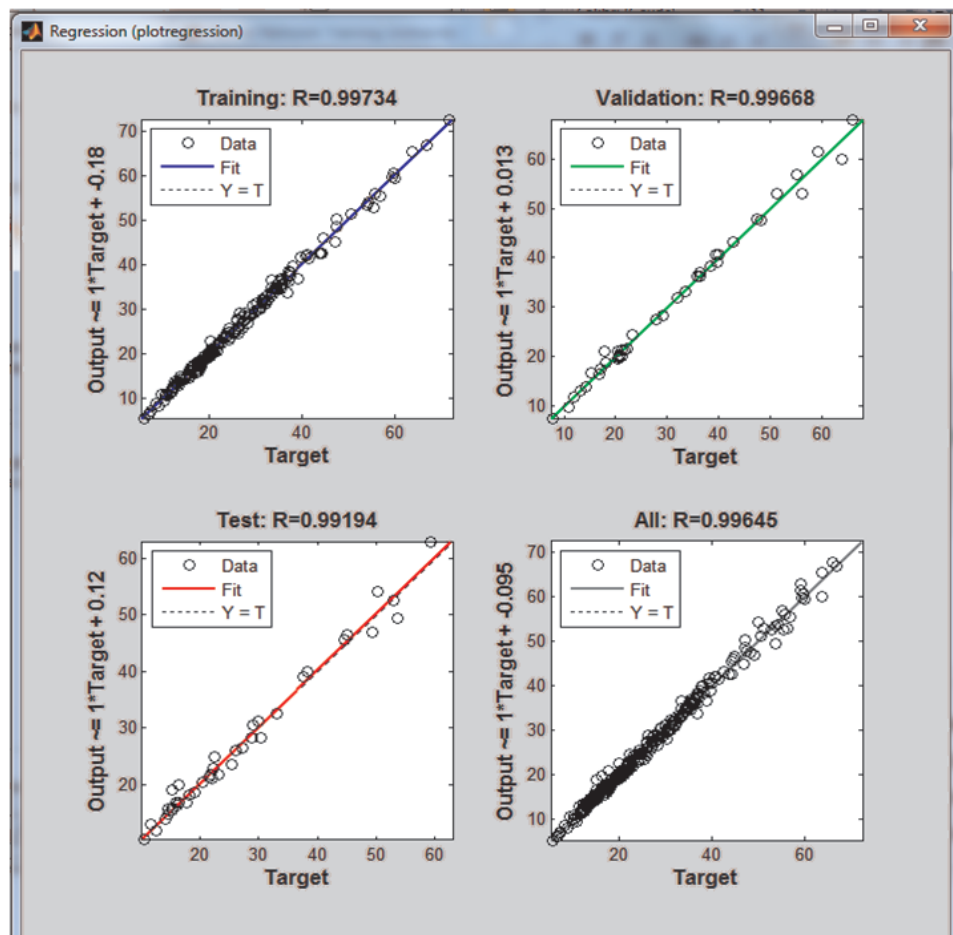 Regression (plotregression)
Training: R=0.99734
Output ~= 1*Target + -0.18
70
60
50
40
30
20
10
Data
Fit
Y = T
20
40
60
Target
Validation: R=0.99668
Output ~= 1*Target + 0.013
60
50
40
30
20
10
Data
Fit
Y = T
10
20
30
40
50
60
Target
Test: R=0.99194
Output ~= 1*Target + 0.12
60
50
40
30
20
Data
Fit
Y = T
20
30
40
50
60
Target
All: R=0.99645
Output ~= 1*Target + -0.095
70
60
50
40
30
20
10
Data
Fit
Y = T
20
40
60
Target